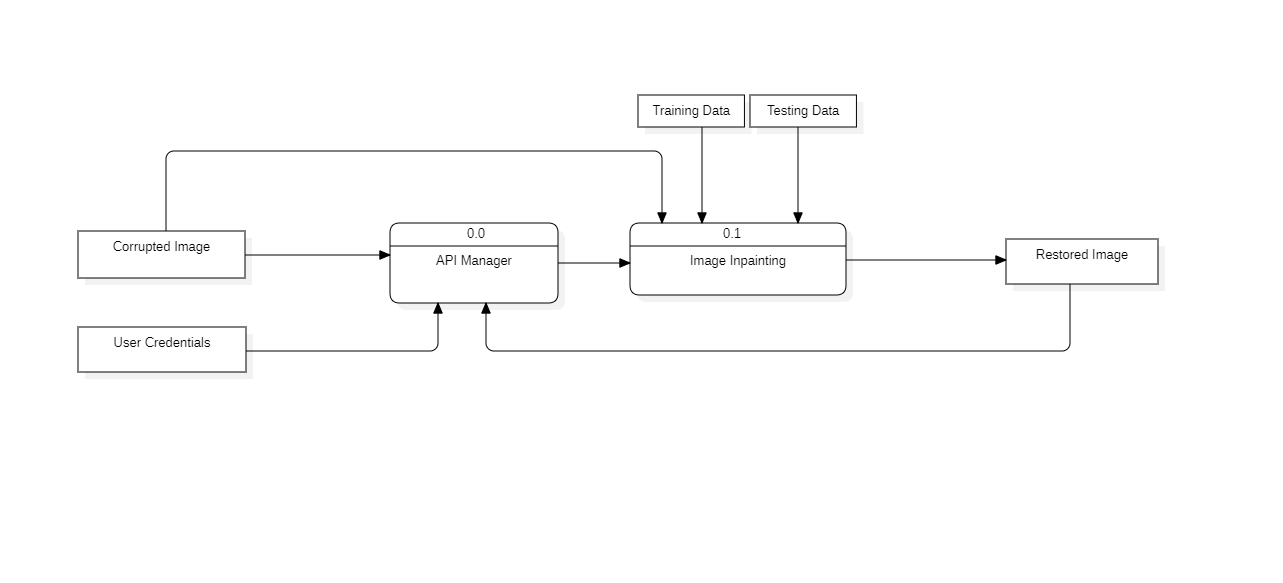 Training Data
Testing Data
Corrupted Image
0.0
API Manager
0.1
Image Inpainting
Restored Image
User Credentials